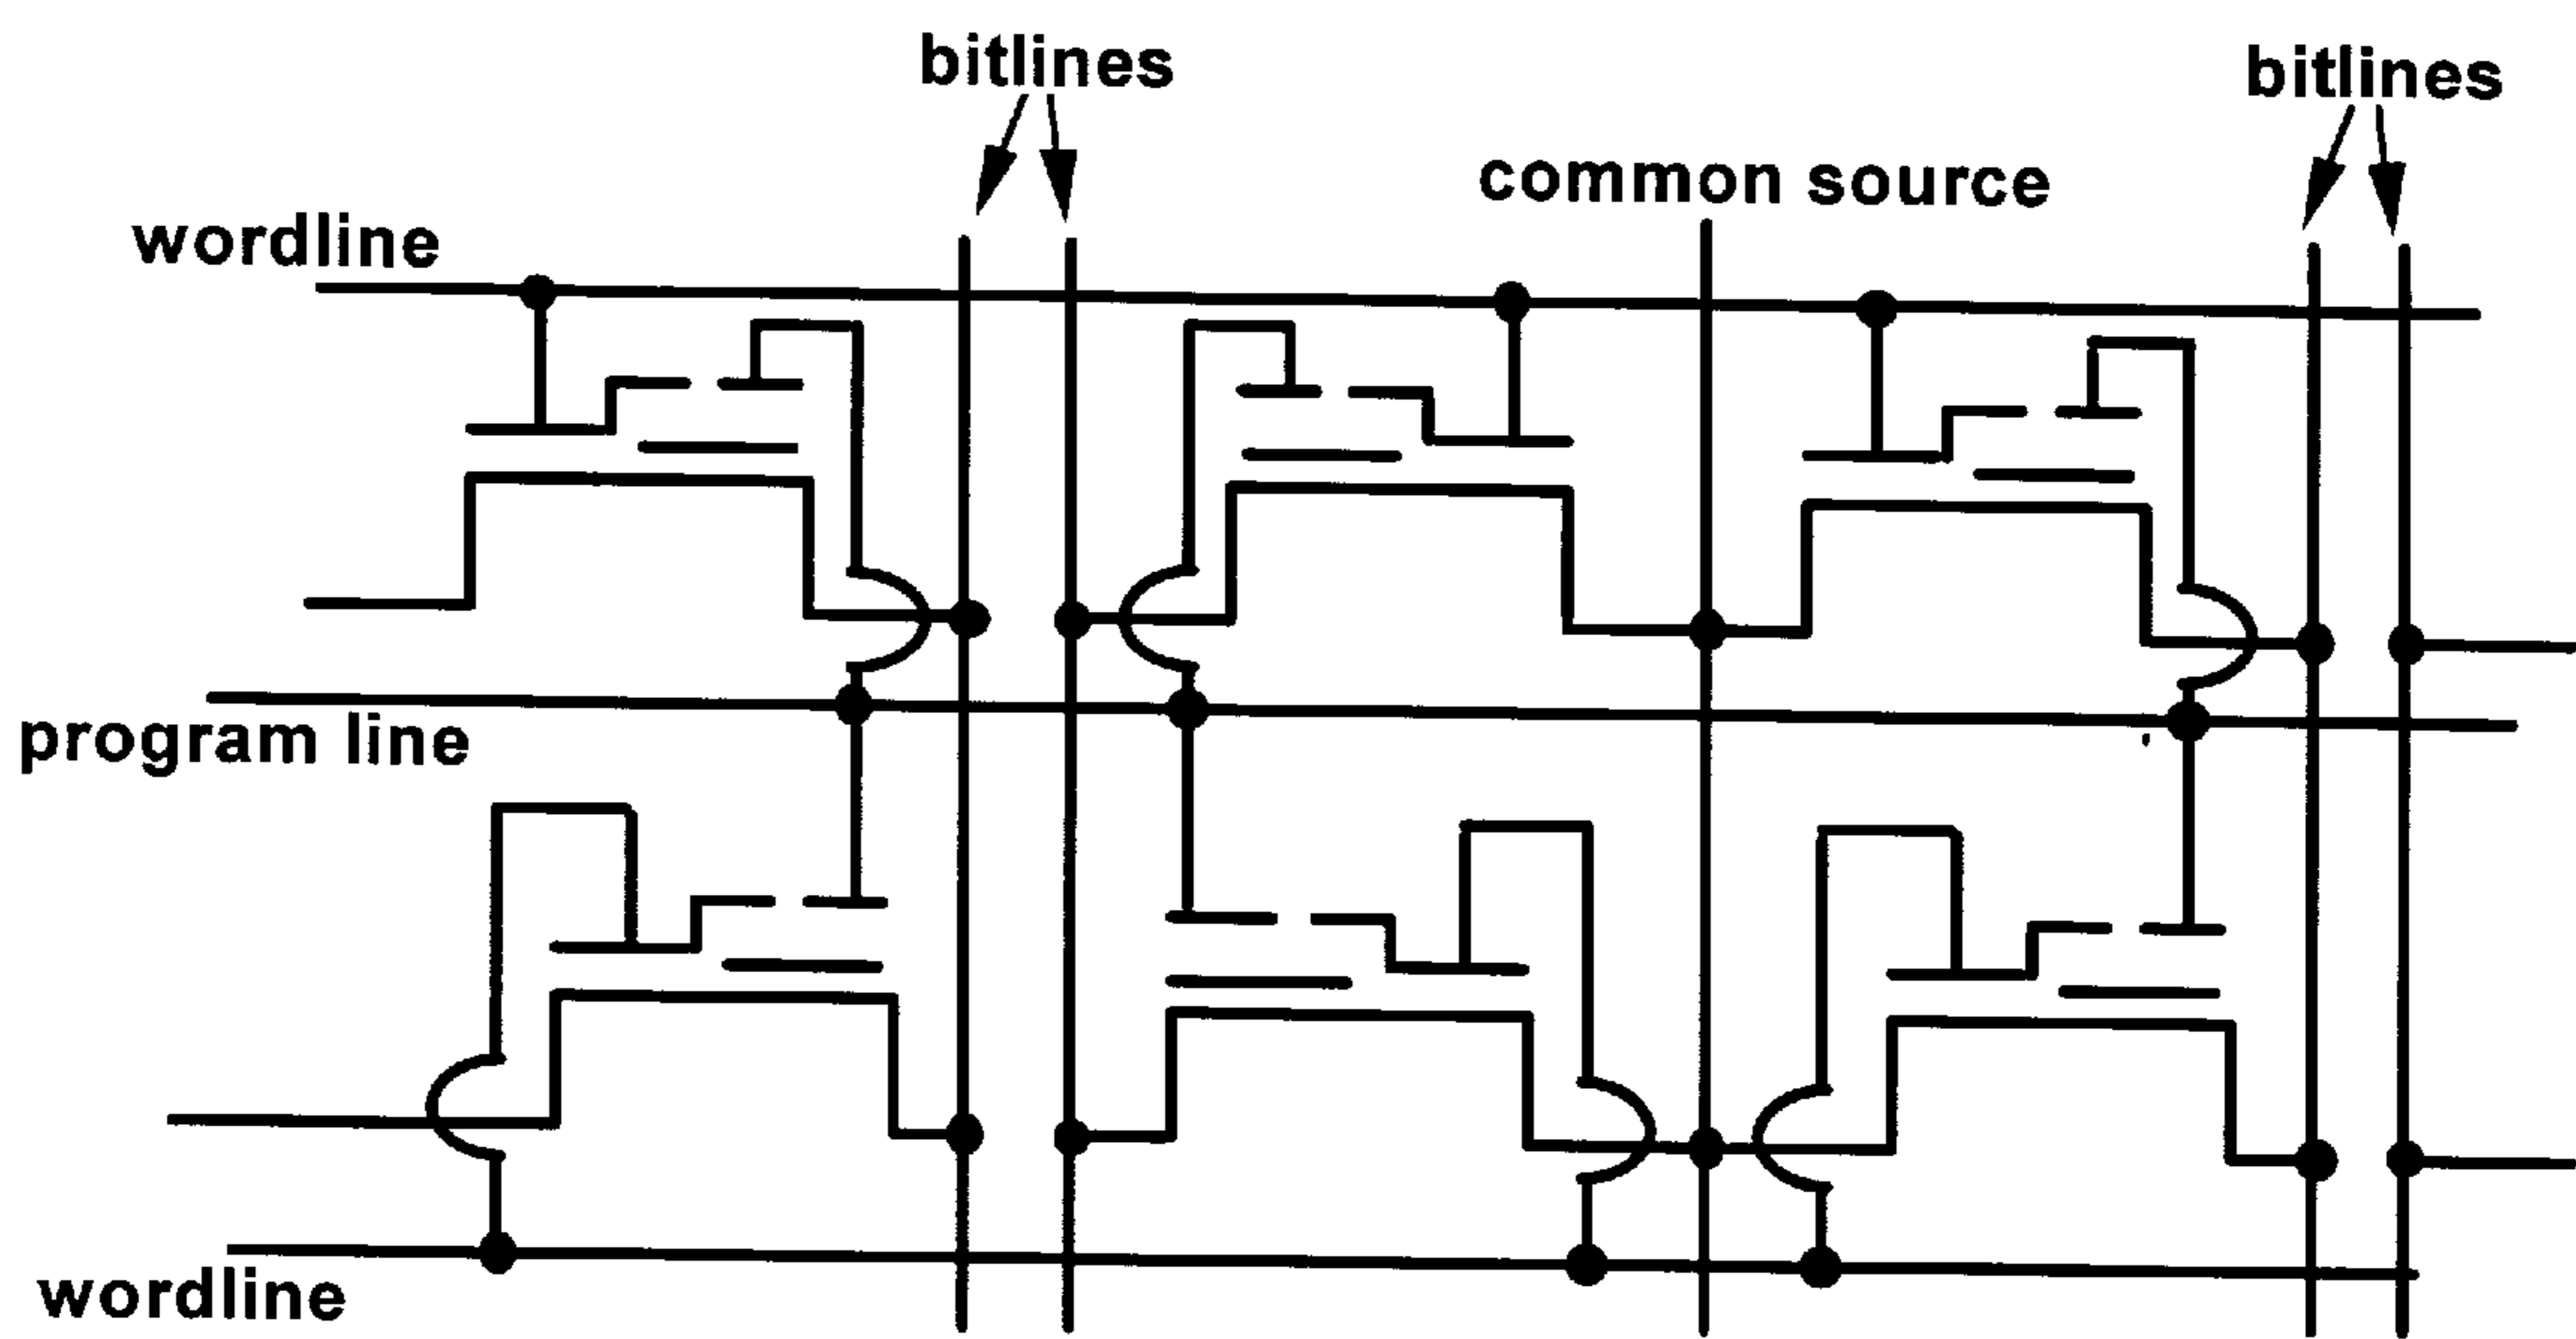 bitlines
bitlines
common source
wordline
program line
wordline